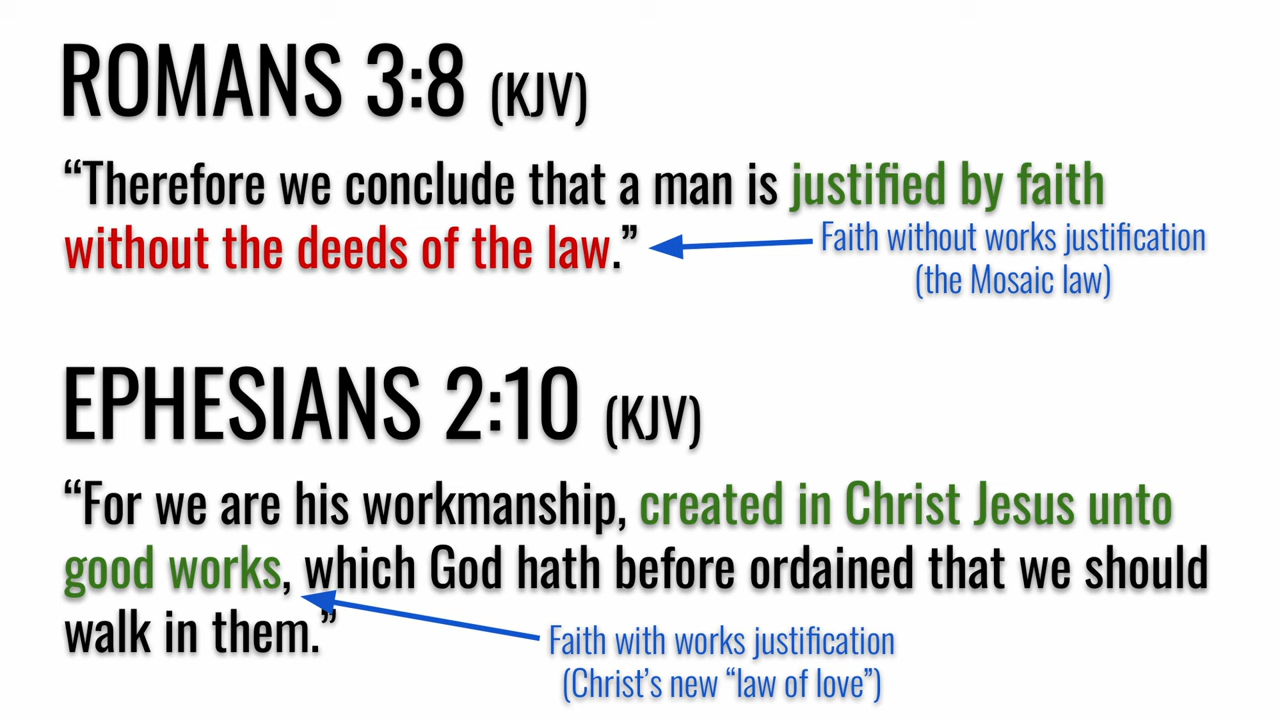 ROMANS 3:8 (KJV)
“Therefore we conclude that a man is justified by faith
without the deeds of the law.”
Faith without works justification
(the Mosaic law)
EPHESIANS 2:10 (KJV)
“For we are his workmanship, created in Christ Jesus unto
good works, which God hath before ordained that we should
walk in them.”
Faith with works justification
(Christ’s new “law of love”)